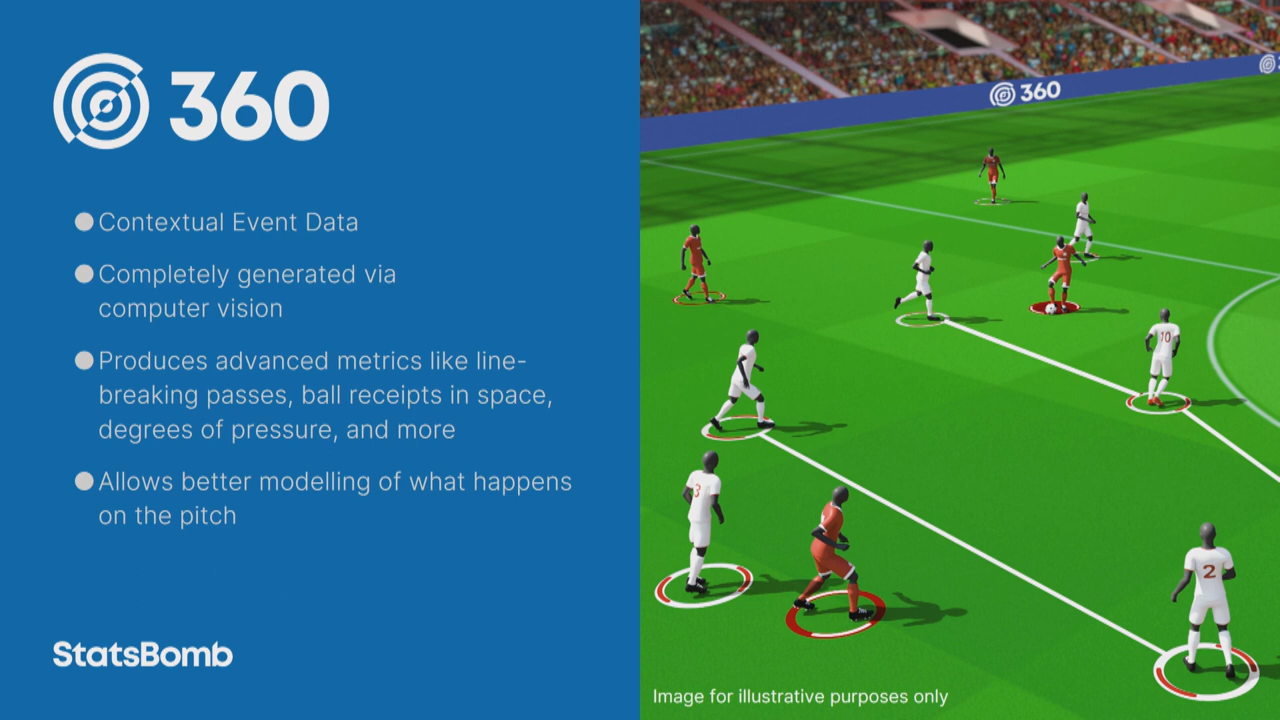 360
Contextual Event Data
Completely generated via
computer vision
Produces advanced metrics like line-
breaking passes, ball receipts in space,
degrees of pressure, and more
Allows better modelling of what happens
on the pitch
StatsBomb
360
10
3
2
Image for illustrative purposes only